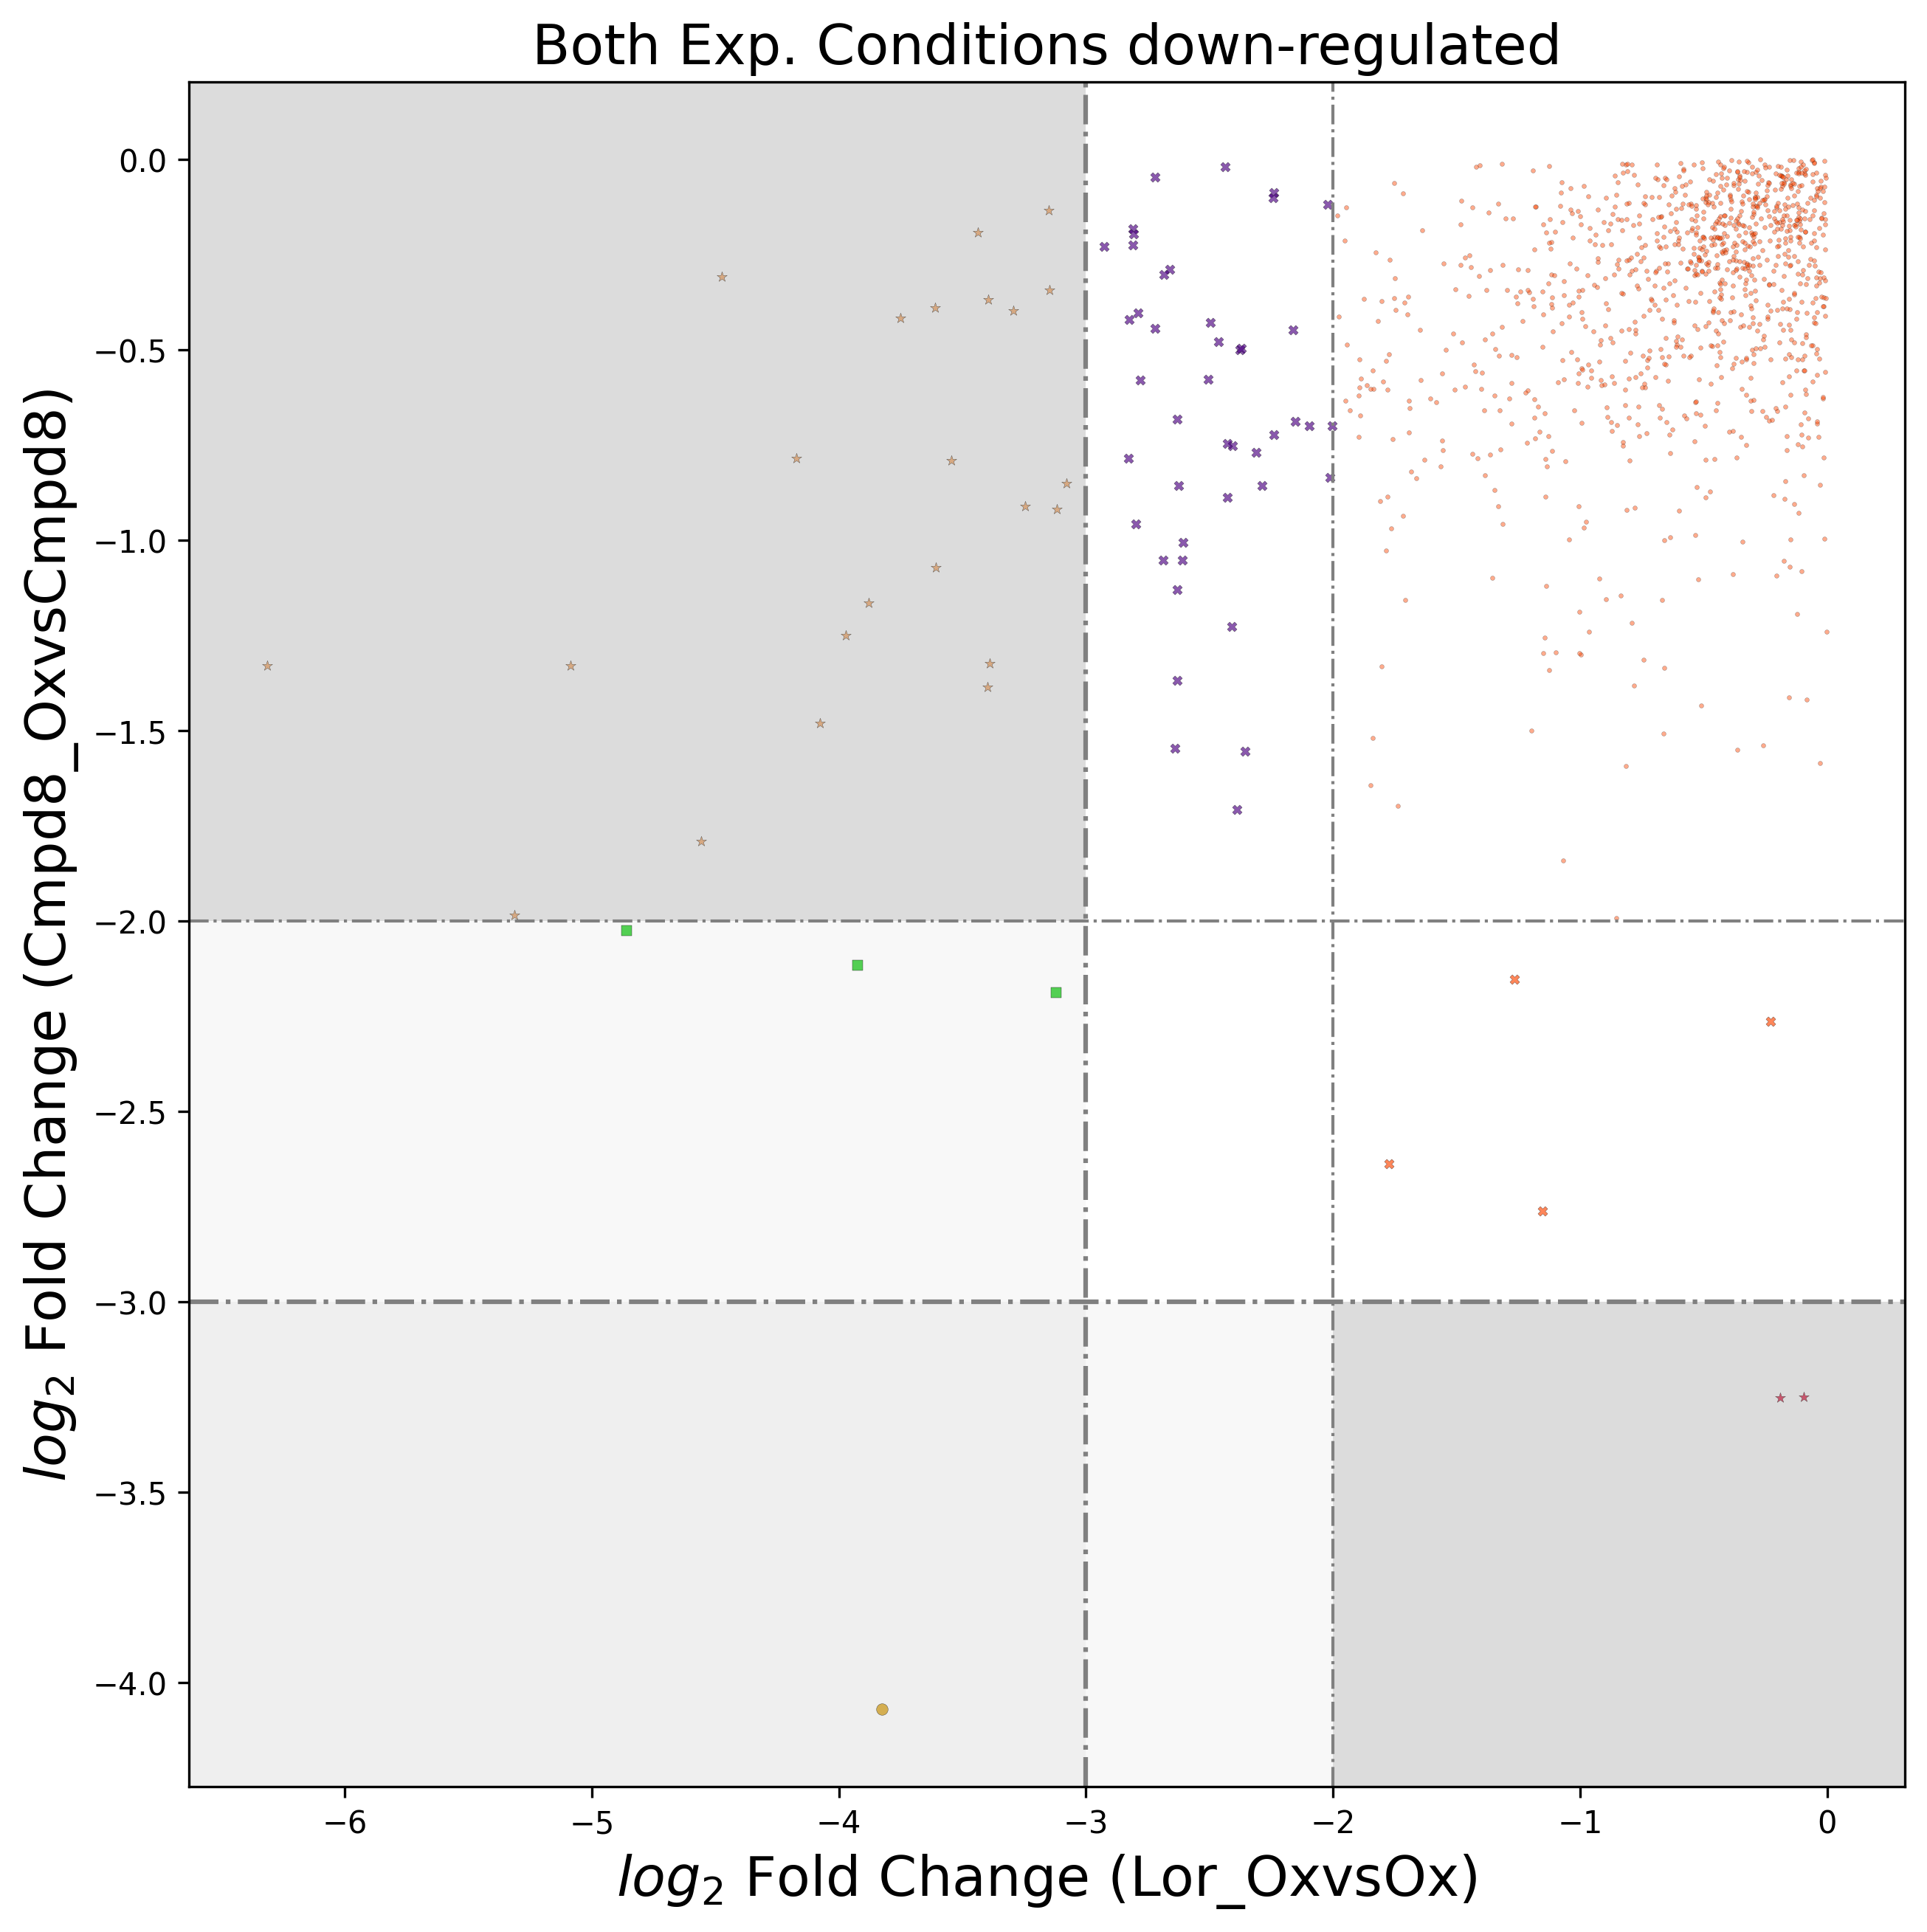 Both Exp. Conditions down-regulated
log₂ Fold Change (Cmpd8_OxvsCmpd8)
0.0
−0.5
−1.0
−1.5
−2.0
−2.5
−3.0
−3.5
−4.0
−6 −5 −4 −3 −2 −1 0
log₂ Fold Change (Lor_OxvsOx)